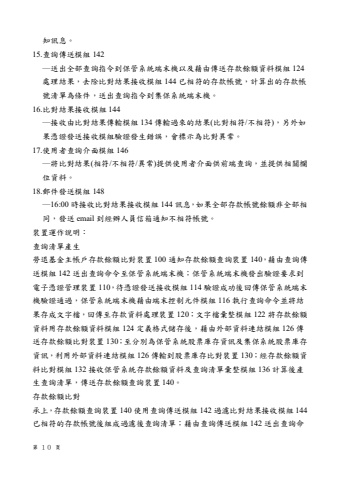 知訊息。
15.查詢傳送模組 142
—送出全部查詢指令到保管系統端末機以及藉由傳送存款餘額資料模組 124
處理結果，去除比對結果接收模組 144 已相符的存款帳號，計算出的存款帳
號清單為條件，送出查詢指令到集保系統端末機。
16.比對結果接收模組 144
—接收由比對結果傳輸模組 134 傳輸過來的結果(比對相符/不相符)，另外如
果憑證發送接收模組驗證發生錯誤，會標示為比對異常。
17.使用者查詢介面模組 146
—將比對結果(相符/不相符/異常)提供使用者介面供前端查詢，並提供相關欄
位資料。
18.郵件發送模組 148
—16:00 時接收比對結果接收模組 144 訊息，如果全部存款帳號餘額非全部相
同，發送 email 到經辦人員信箱通知不相符帳號。
裝置運作說明：
查詢清單產生
勞退基金主帳戶存款餘額比對裝置 100 通知存款餘額查詢裝置 140，藉由查詢傳
送模組 142 送出查詢命令至保管系統端末機；保管系統端末機發出驗證要求到
電子憑證管理裝置 110，待憑證發送接收模組 114 驗證成功後回傳保管系統端末
機驗證通過，保管系統端末機藉由端末控制元件模組 116 執行查詢命令並將結
果存成文字檔，回傳至存款資料處理裝置 120；文字檔彙整模組 122 將存款餘額
資料用存款餘額資料模組 124 定義格式儲存後，藉由外部資料連結模組 126 傳
送存款餘額比對裝置 130；至分別為保管系統股票庫存資訊及集保系統股票庫存
資訊，利用外部資料連結模組 126 傳輸到股票庫存比對裝置 130；經存款餘額資
料比對模組 132 接收保管系統存款餘額資料及查詢清單彙整模組 136 計算後產
生查詢清單，傳送存款餘額查詢裝置 140。
存款餘額比對
承上，存款餘額查詢裝置 140 使用查詢傳送模組 142 過濾比對結果接收模組 144
已相符的存款帳號後組成過濾後查詢清單；藉由查詢傳送模組 142 送出查詢命
第 10 頁